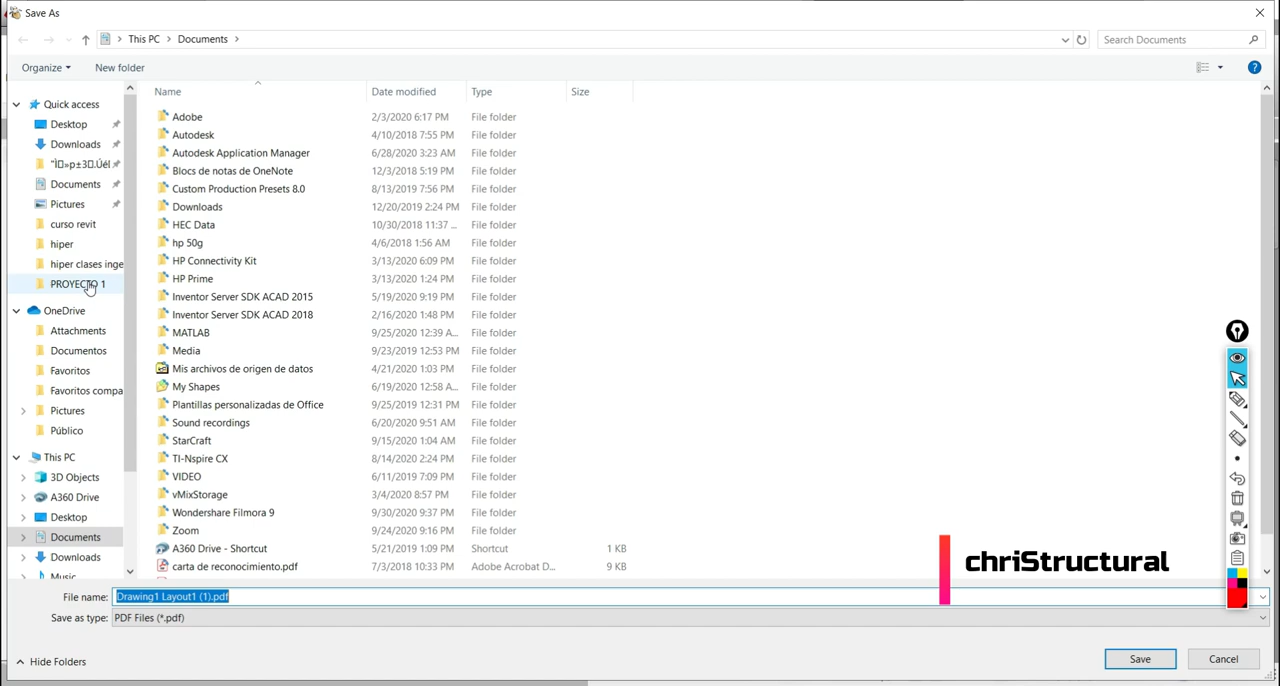 Save As
This PC > Documents >
Search Documents
Organize
New folder
Name
Date modified
Type
Size
Quick access
Desktop
Downloads
Documents
Pictures
curso revit
hiper
hiper clases inge
PROYECTO 1
OneDrive
Attachments
Documentos
Favoritos
Favoritos compa
Pictures
Público
This PC
3D Objects
A360 Drive
Desktop
Documents
Downloads
Music
Adobe 2/3/2020 6:17 PM File folder
Autodesk 4/10/2018 7:55 PM File folder
Autodesk Application Manager 6/28/2020 3:23 AM File folder
Blocs de notas de OneNote 12/3/2018 5:19 PM File folder
Custom Production Presets 8.0 8/13/2019 7:56 PM File folder
Downloads 12/20/2019 2:24 PM File folder
HEC Data 10/30/2018 11:37 ... File folder
hp 50g 4/6/2018 1:56 AM File folder
HP Connectivity Kit 3/13/2020 6:09 PM File folder
HP Prime 3/13/2020 1:24 PM File folder
Inventor Server SDK ACAD 2015 5/19/2020 9:19 PM File folder
Inventor Server SDK ACAD 2018 2/16/2020 1:48 PM File folder
MATLAB 9/25/2020 12:39 A... File folder
Media 9/23/2019 12:53 PM File folder
Mis archivos de origen de datos 4/21/2020 1:03 PM File folder
My Shapes 6/19/2020 12:58 A... File folder
Plantillas personalizadas de Office 9/25/2019 12:31 PM File folder
Sound recordings 6/20/2020 9:51 AM File folder
StarCraft 9/15/2020 1:04 AM File folder
TI-Nspire CX 8/14/2020 2:24 PM File folder
VIDEO 6/11/2019 7:09 PM File folder
vMixStorage 3/4/2020 8:57 PM File folder
Wondershare Filmora 9 9/30/2020 9:37 PM File folder
Zoom 9/24/2020 9:16 PM File folder
A360 Drive - Shortcut 5/21/2019 1:09 PM Shortcut 1 KB
carta de reconocimiento.pdf 7/3/2018 10:33 PM Adobe Acrobat D... 9 KB
chriStructural
File name: Drawing1 Layout1 (1).pdf
Save as type: PDF Files (*.pdf)
Hide Folders
Save
Cancel